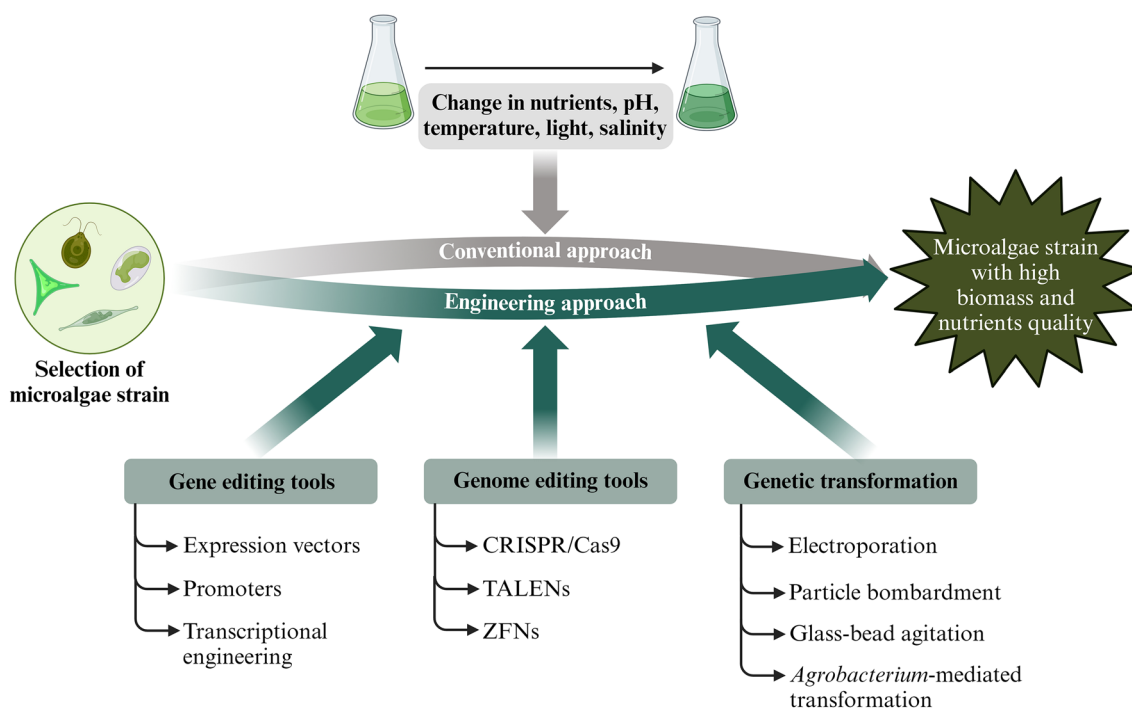 Change in nutrients, pH,
temperature, light, salinity
Conventional approach
Engineering approach
Selection of
microalgae strain
Microalgae strain
with high
biomass and
nutrients quality
Gene editing tools
Expression vectors
Promoters
Transcriptional
engineering
Genome editing tools
CRISPR/Cas9
TALENs
ZFNs
Genetic transformation
Electroporation
Particle bombardment
Glass-bead agitation
Agrobacterium-mediated
transformation